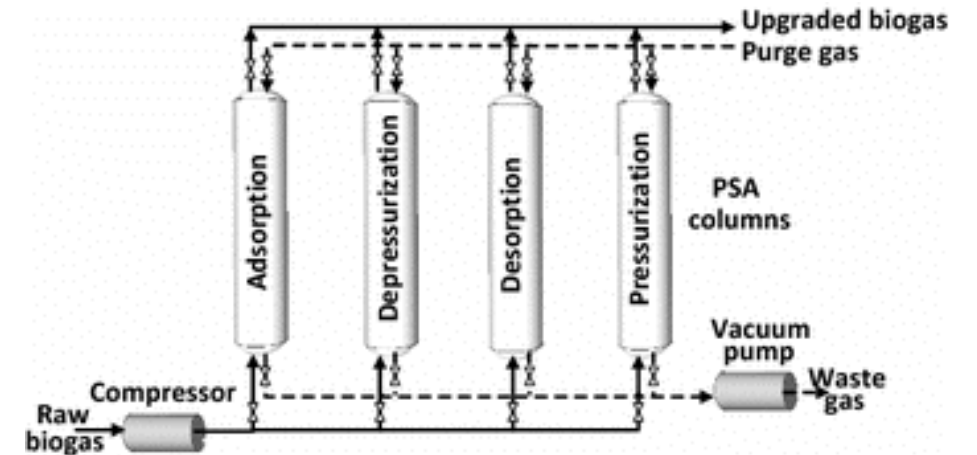 Upgraded biogas
Purge gas
Adsorption
Depressurization
Desorption
Pressurization
PSA
columns
Vacuum
pump
Waste
gas
Compressor
Raw
biogas